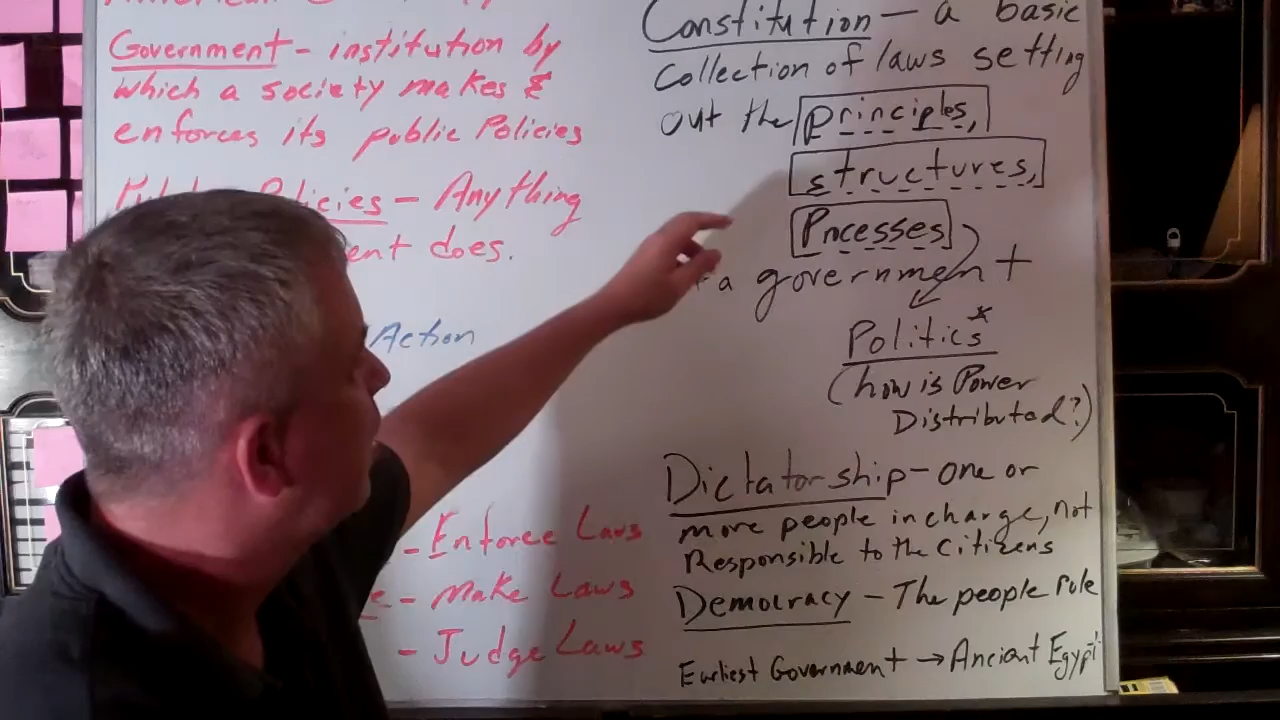 Government - institution by
which a society makes &
enforces its public Policies
Policies - Anything
does.
Action
- Enforce Laws
- Make Laws
- Judge Laws
Constitution - a basic
Collection of laws setting
out the principles,
structures,
Prcesses
a government
Politics*
(how is Power
Distributed?)
Dictatorship - one or
more people in charge, not
Responsible to the Citizens
Democracy - The people rule
Earliest Government → Ancient Egypt